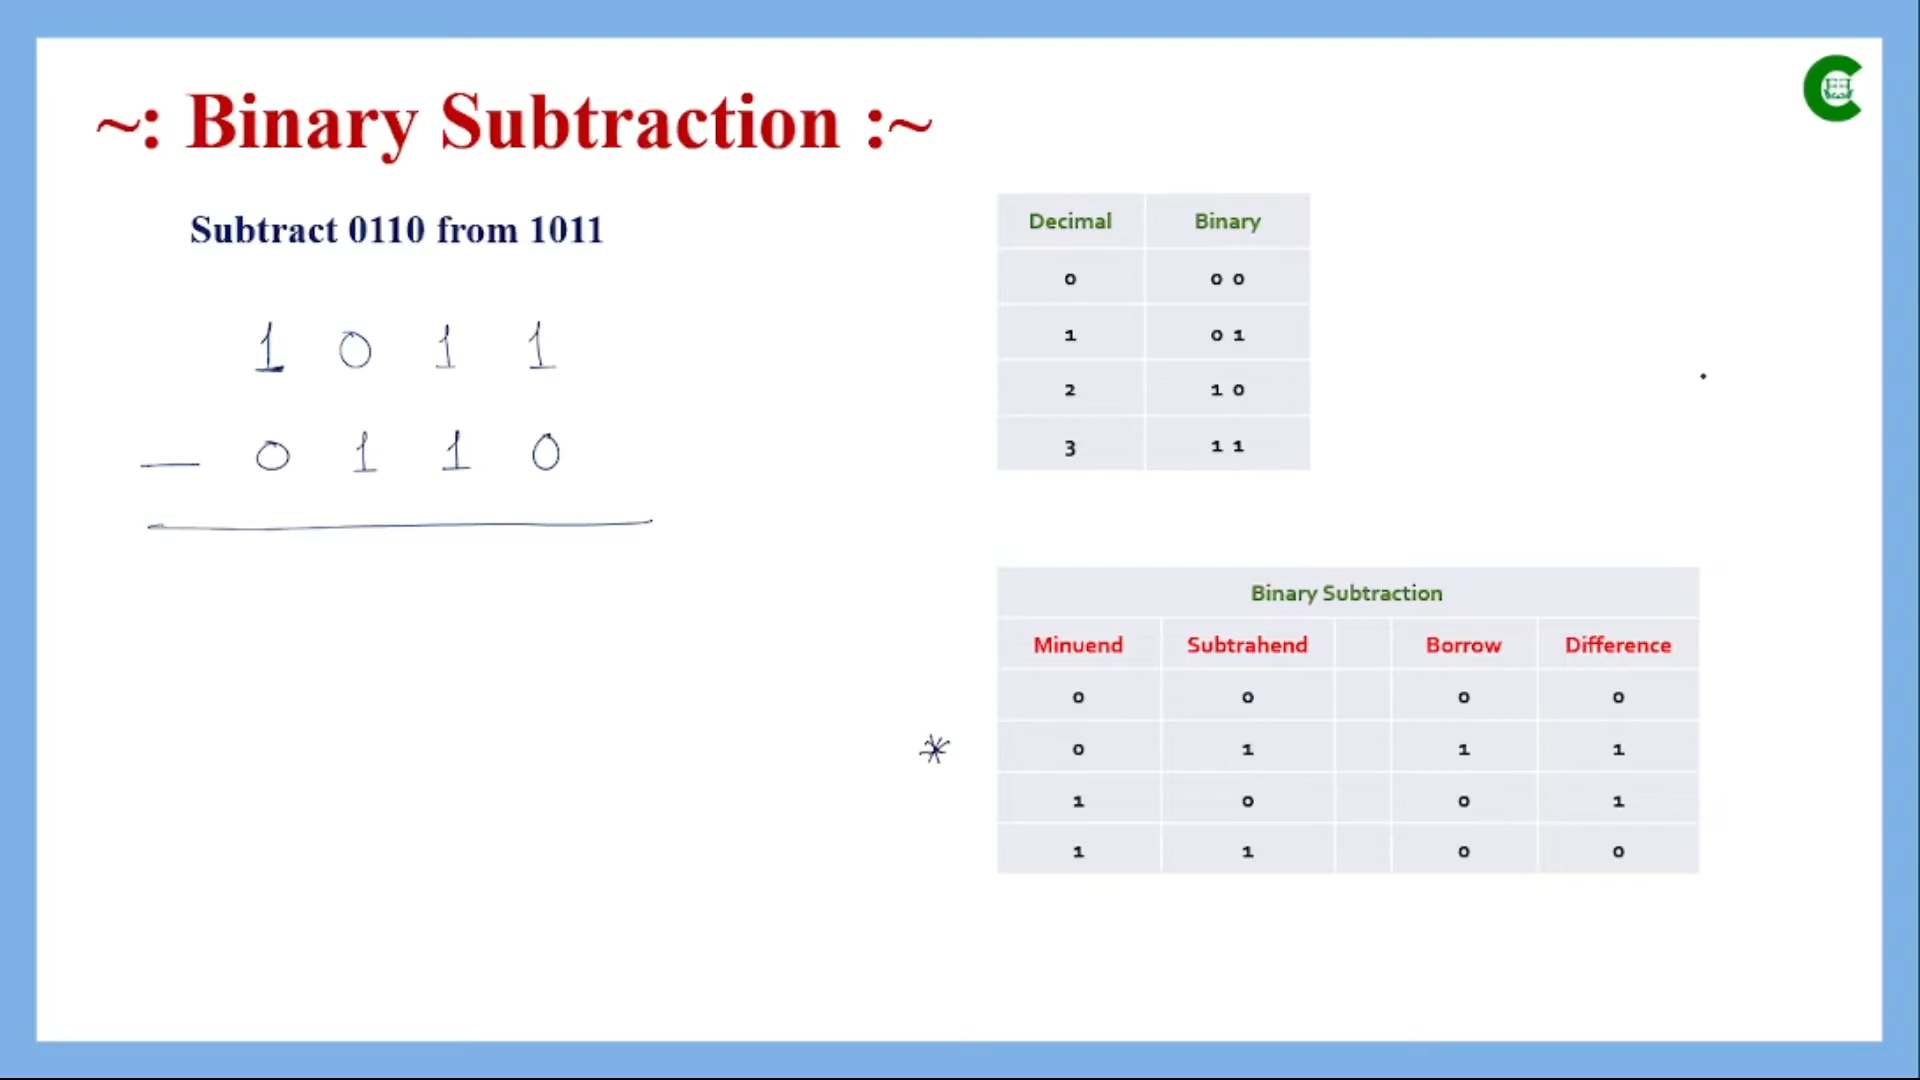 ~: Binary Subtraction :~
Subtract 0110 from 1011
1 0 1 1
— 0 1 1 0
Decimal Binary
0 0 0
1 0 1
2 1 0
3 1 1
Binary Subtraction
Minuend Subtrahend Borrow Difference
0 0 0 0
* 0 1 1 1
1 0 0 1
1 1 0 0